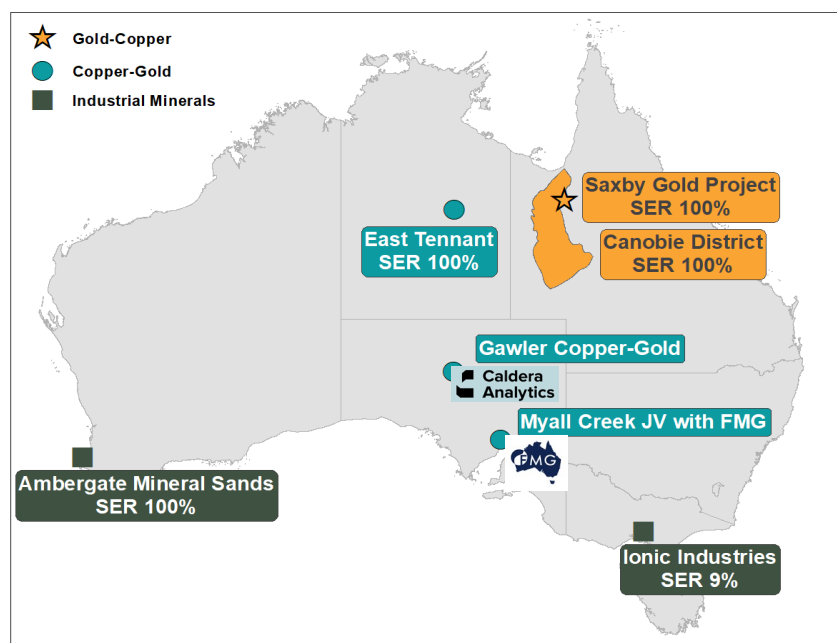 Gold-Copper
Copper-Gold
Industrial Minerals
Saxby Gold Project
SER 100%
East Tennant
SER 100%
Canobie District
SER 100%
Gawler Copper-Gold
Caldera
Analytics
Myall Creek JV with FMG
FMG
Ambergate Mineral Sands
SER 100%
Ionic Industries
SER 9%